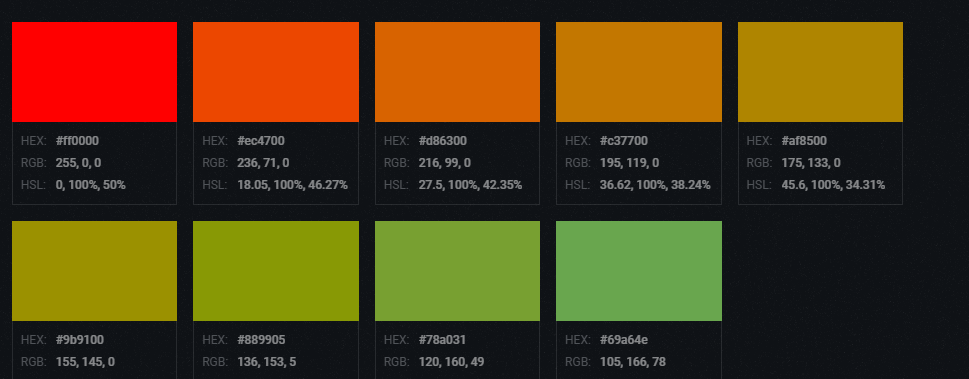 HEX: #ff0000
RGB: 255, 0, 0
HSL: 0, 100%, 50%
HEX: #ec4700
RGB: 236, 71, 0
HSL: 18.05, 100%, 46.27%
HEX: #d86300
RGB: 216, 99, 0
HSL: 27.5, 100%, 42.35%
HEX: #c37700
RGB: 195, 119, 0
HSL: 36.62, 100%, 38.24%
HEX: #af8500
RGB: 175, 133, 0
HSL: 45.6, 100%, 34.31%
HEX: #9b9100
RGB: 155, 145, 0
HEX: #889905
RGB: 136, 153, 5
HEX: #78a031
RGB: 120, 160, 49
HEX: #69a64e
RGB: 105, 166, 78